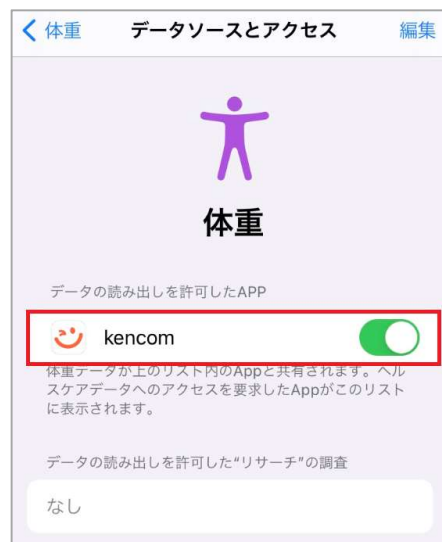 体重 データソースとアクセス 編集
体重
データの読み出しを許可したAPP
kencom
体重データが上のリスト内のAppと共有されます。ヘル
スケアデータへのアクセスを要求したAppがこのリスト
に表示されます。
データの読み出しを許可した“リサーチ”の調査
なし